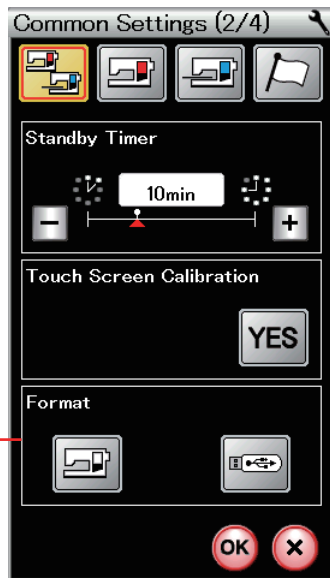 Common Settings (2/4)
Standby Timer
10min
Touch Screen Calibration
YES
Format
OK